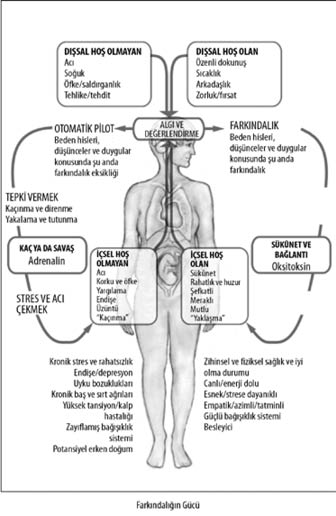 DIŞSAL HOŞ OLMAYAN
Acı
Soğuk
Öfke/saldırganlık
Tehlike/tehdit
DIŞSAL HOŞ OLAN
Özenli dokunuş
Sıcaklık
Arkadaşlık
Zorluk/fırsat
ALGI VE
DEĞERLENDİRME
OTOMATİK PİLOT
Beden hisleri,
düşünceler ve duygular
konusunda şu anda
farkındalık eksikliği
FARKINDALIK
Beden hisleri,
düşünceler ve duygular
konusunda şu anda
farkındalık
TEPKİ VERMEK
Kaçınma ve direnme
Yakalama ve tutunma
KAÇ YA DA SAVAŞ
Adrenalin
STRES VE ACI
ÇEKMEK
İÇSEL HOŞ
OLMAYAN
Acı
Korku ve öfke
Yargılama
Endişe
Üzüntü
"Kaçınma"
İÇSEL HOŞ
OLAN
Sükûnet
Rahatlık ve huzur
Şefkatli
Meraklı
Mutlu
"Yaklaşma"
SÜKÛNET VE
BAĞLANTI
Oksitoksin
Kronik stres ve rahatsızlık
Endişe/depresyon
Uyku bozuklukları
Kronik baş ve sırt ağrıları
Yüksek tansiyon/kalp
hastalığı
Zayıflamış bağışıklık
sistemi
Potansiyel erken doğum
Zihinsel ve fiziksel sağlık ve iyi
olma durumu
Canlı/enerji dolu
Esnek/strese dayanıklı
Empatik/azimli/tatminli
Güçlü bağışıklık sistemi
Besleyici
Farkındalığın Gücü